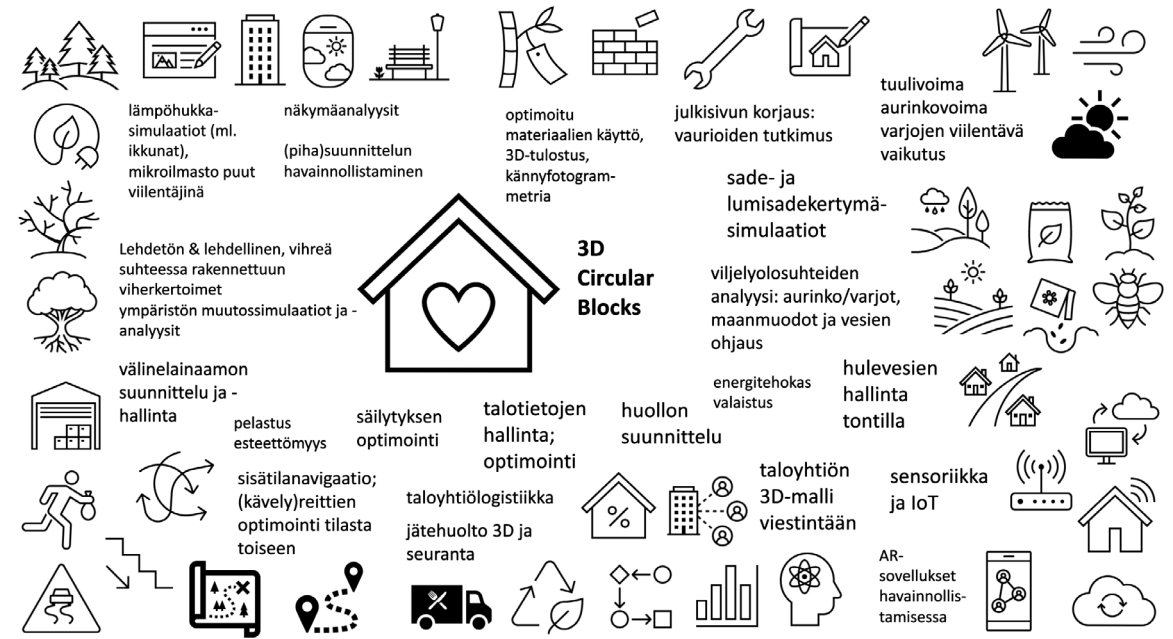 lämpöhukka-
simulaatiot (ml.
ikkunat),
mikroilmasto puut
viilentäjinä
näkymäanalyysit
(piha)suunnittelun
havainnollistaminen
optimoitu
materiaalien käyttö,
3D-tulostus,
kännyfotogram-
metria
julkisivun korjaus:
vaurioiden tutkimus
tuulivoima
aurinkovoima
varjojen viilentävä
vaikutus
sade- ja
lumisadekertymä-
simulaatiot
Lehdetön & lehdellinen, vihreä
suhteessa rakennettuun
viherkertoimet
ympäristön muutossimulaatiot ja -
analyysit
3D
Circular
Blocks
viljelyolosuhteiden
analyysi: aurinko/varjot,
maanmuodot ja vesien
ohjaus
välinelainaamon
suunnittelu ja -
hallinta
pelastus
esteettömyys
säilytyksen
optimointi
talotietojen
hallinta;
optimointi
huollon
suunnittelu
energitehokas
valaistus
hulevesien
hallinta
tontilla
sisätilanavigaatio;
(kävely)reittien
optimointi tilasta
toiseen
taloyhtiölogistiikka
jätehuolto 3D ja
seuranta
%
taloyhtiön
3D-malli
viestintään
sensoriikka
ja IoT
AR-
sovellukset
havainnollis-
tamisessa